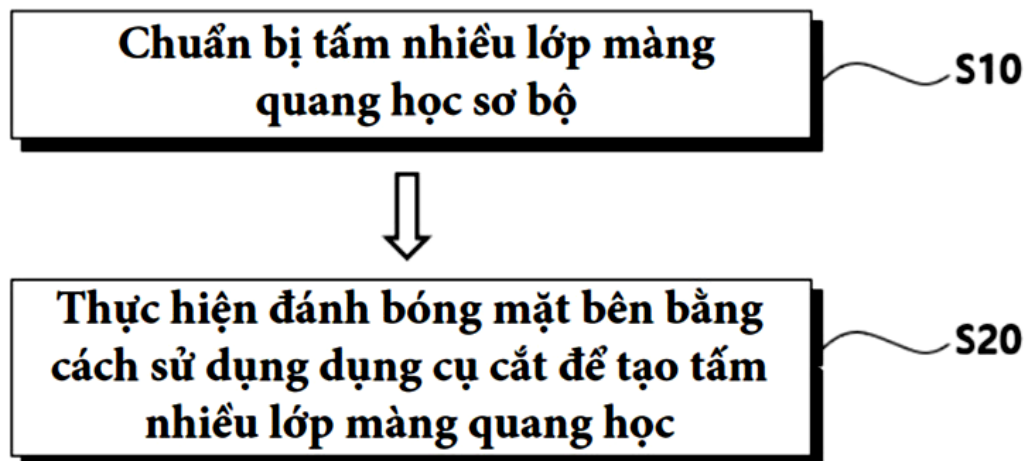 Chuẩn bị tấm nhiều lớp màng
quang học sơ bộ
S10
Thực hiện đánh bóng mặt bên bằng
cách sử dụng dụng cụ cắt để tạo tấm
nhiều lớp màng quang học
S20